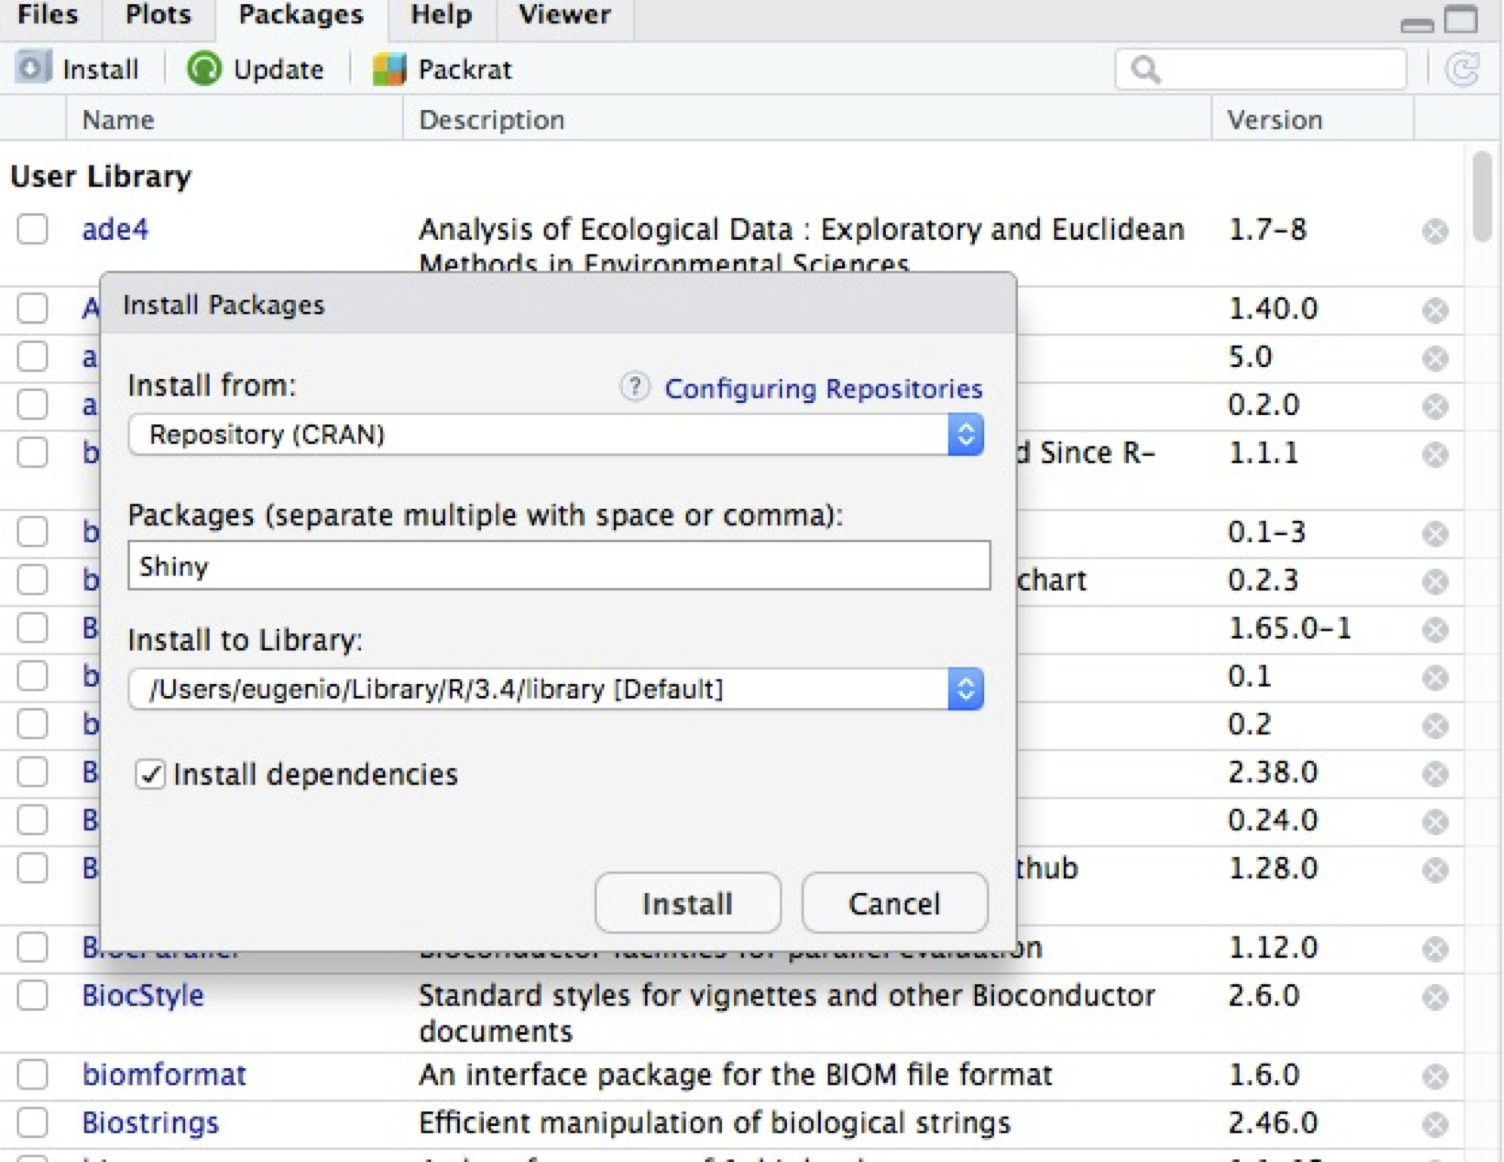 Files Plots Packages Help Viewer
Install Update Packrat
Name Description Version
User Library
ade4 Analysis of Ecological Data : Exploratory and Euclidean 1.7-8
Methods in Environmental Sciences
Install Packages
A 1.40.0
a 5.0
Install from: ? Configuring Repositories
a 0.2.0
Repository (CRAN)
b d Since R- 1.1.1
Packages (separate multiple with space or comma):
b 0.1-3
Shiny
b chart 0.2.3
B 1.65.0-1
Install to Library:
b 0.1
/Users/eugenio/Library/R/3.4/library [Default]
b 0.2
B 2.38.0
Install dependencies
B 0.24.0
B thub 1.28.0
Install Cancel
BiocParallel Bioconductor facilities for parallel evaluation 1.12.0
BiocStyle Standard styles for vignettes and other Bioconductor 2.6.0
documents
biomformat An interface package for the BIOM file format 1.6.0
Biostrings Efficient manipulation of biological strings 2.46.0